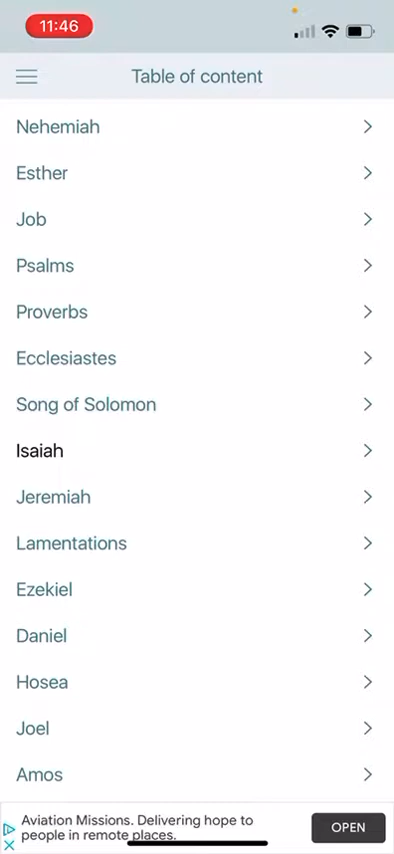 11:46
Table of content
Nehemiah
Esther
Job
Psalms
Proverbs
Ecclesiastes
Song of Solomon
Isaiah
Jeremiah
Lamentations
Ezekiel
Daniel
Hosea
Joel
Amos
Aviation Missions. Delivering hope to
people in remote places.
OPEN